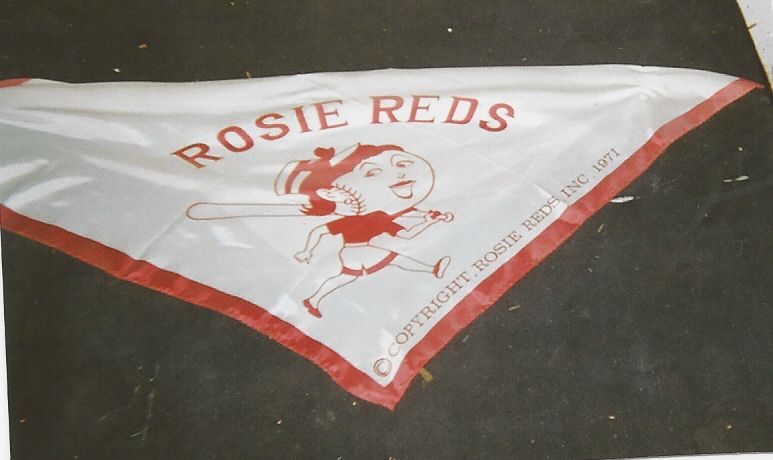 ROSIE REDS
© COPYRIGHT, ROSIE REDS, INC. 1971